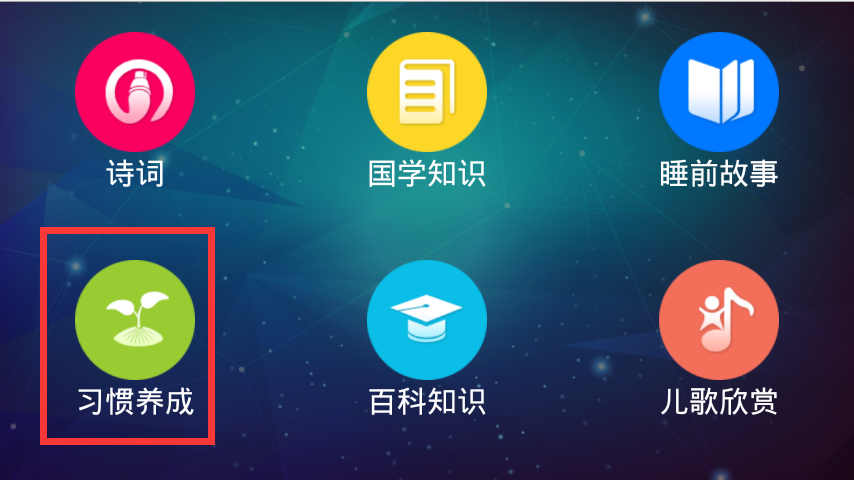 诗词
国学知识
睡前故事
习惯养成
百科知识
儿歌欣赏